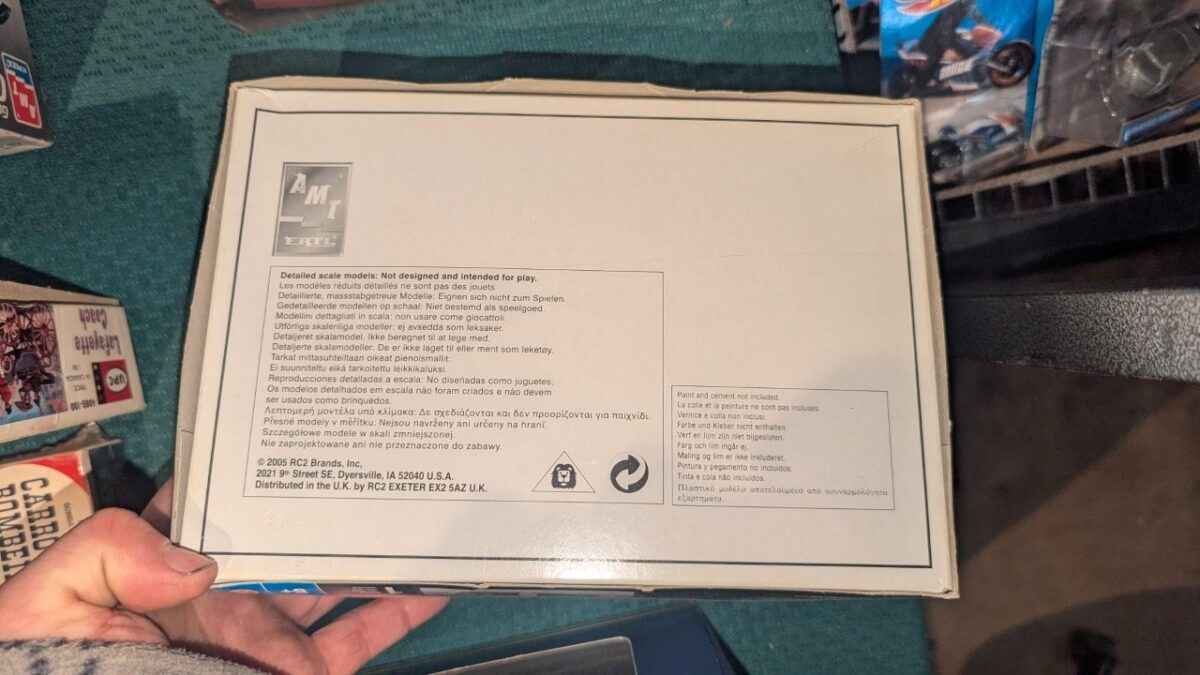 AMT
ERTL
Detailed scale models: Not designed and intended for play.
Les modèles réduits détaillés ne sont pas des jouets
Detaillierte, massstabgetreue Modelle: Eignen sich nicht zum Spielen.
Gedetailleerde modellen op schaal: Niet bestemd als speelgoed.
Modellini dettagliati in scala: non usare come giocattoli.
Utförliga skalenliga modeller: ej avsedda som leksaker.
Detaljeret skalamodel. Ikke beregnet til at lege med.
Detaljerte skalamodeller. De er ikke laget til eller ment som leketøy.
Tarkat mittasuhteiltaan oikeat pienoismallit:
Ei suunniteltu eikä tarkoitettu leikkikaluksi.
Reproducciones detalladas a escala: No diseñadas como juguetes.
Os modelos detalhados em escala não foram criados e não devem
ser usados como brinquedos.
Λεπτομερή μοντέλα υπό κλίμακα: Δε σχεδιάζονται και δεν προορίζονται για παιχνίδι.
Přesné modely v měřítku: Nejsou navrženy ani určeny na hraní.
Szczegółowe modele w skali zmniejszonej.
Nie zaprojektowane ani nie przeznaczone do zabawy.
© 2005 RC2 Brands, Inc,
2021 9th Street SE, Dyersville, IA 52040 U.S.A.
Distributed in the U.K. by RC2 EXETER EX2 5AZ U.K.
Paint and cement not included.
La colle et la peinture ne sont pas incluses.
Vernice e colla non inclusi.
Farbe und Kleber nicht enthalten.
Verf en lijm zijn niet bijgesloten.
Färg och lim ingår ej.
Maling og lim er ikke inkluderet.
Pintura y pegamento no incluidos.
Tinta e cola não incluidos.
Πλαστικό μοντέλο αποτελούμενο από συναρμολογούμενα
εξαρτήματα.
Lafayette
Coach
UPC
CARRO
BOMBE